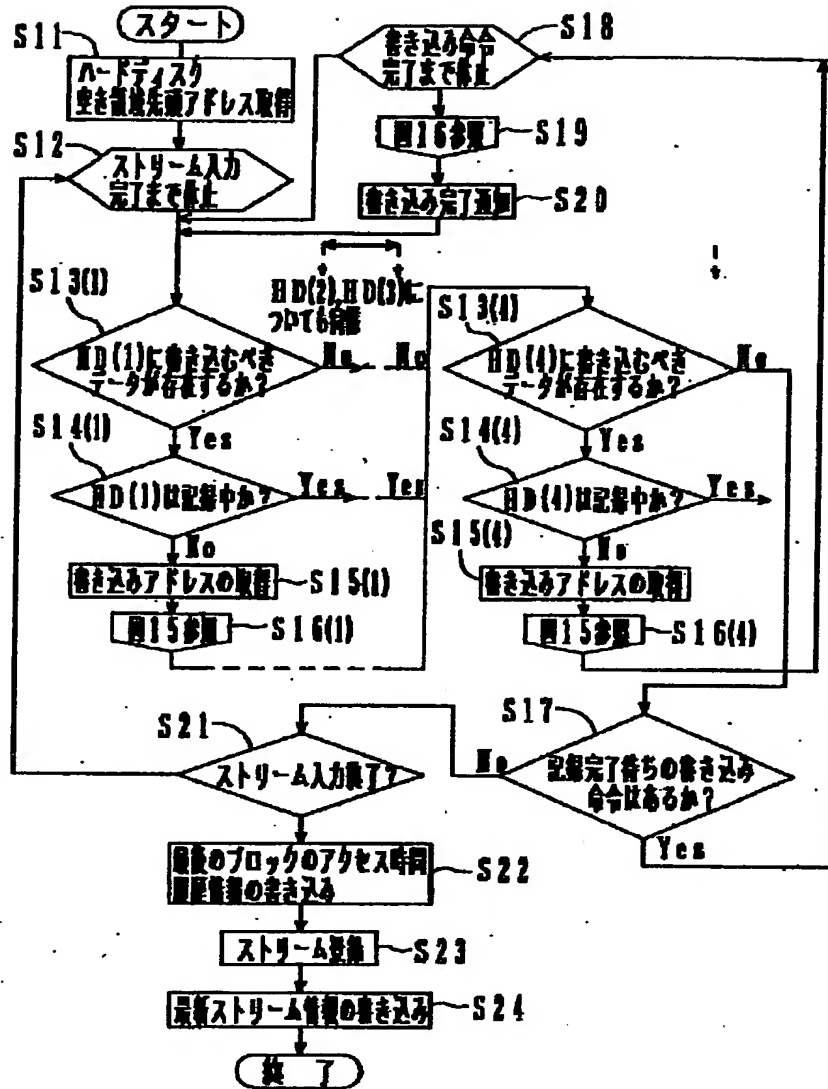 スタート
S11
ハードディスク
空き領域先頭アドレス取得
S12
ストリーム入力
完了まで停止
S18
書き込み命令
完了まで停止
図16参照
S19
書き込み完了通知
S20
HD(2),HD(3)に
ついても同様
S13(1)
HD(1)に書き込むべき
データが存在するか?
No
No
Yes
S14(1)
HD(1)は記録中か?
Yes
Yes
No
書き込みアドレスの取得
S15(1)
図15参照
S16(1)
S13(4)
HD(4)に書き込むべき
データが存在するか?
No
Yes
S14(4)
HD(4)は記録中か?
Yes
No
S15(4)
書き込みアドレスの取得
図15参照
S16(4)
S17
記録完了待ちの書き込み
命令はあるか?
No
Yes
S21
ストリーム入力終了?
最後のブロックのアクセス時間
履歴情報の書き込み
S22
ストリーム登録
S23
最新ストリーム情報の書き込み
S24
終了